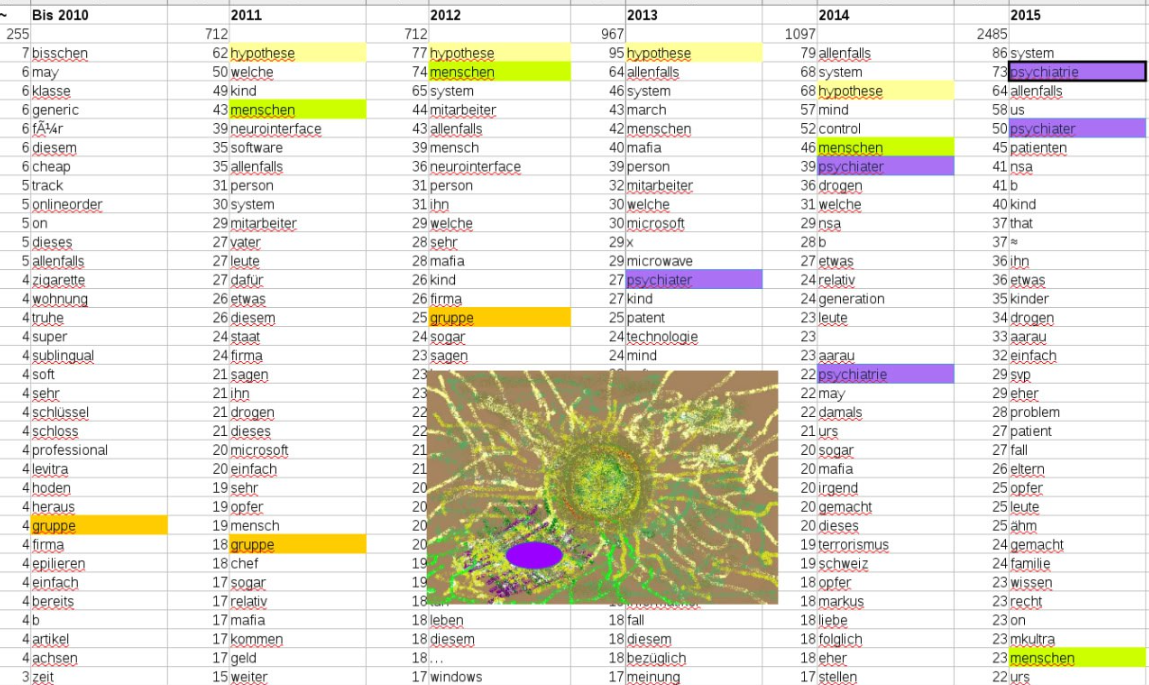 ~ Bis 2010 2011 2012 2013 2014 2015
255 712 712 967 1097 2485
7 bisschen 62 hypothese 77 hypothese 95 hypothese 79 allenfalls 86 system
6 may 50 welche 74 menschen 64 allenfalls 68 system 73 psychiatrie
6 klasse 49 kind 65 system 46 system 68 hypothese 64 allenfalls
6 generic 43 menschen 44 mitarbeiter 43 march 57 mind 58 us
6 fÃ¼r 39 neurointerface 43 allenfalls 42 menschen 52 control 50 psychiater
6 diesem 35 software 39 mensch 40 mafia 46 menschen 45 patienten
6 cheap 35 allenfalls 36 neurointerface 39 person 39 psychiater 41 nsa
5 track 31 person 31 person 32 mitarbeiter 36 drogen 41 b
5 onlineorder 30 system 31 ihn 30 welche 31 welche 40 kind
5 on 29 mitarbeiter 29 welche 30 microsoft 29 nsa 37 that
5 dieses 27 vater 28 sehr 29 x 28 b 37 ≈
5 allenfalls 27 leute 28 mafia 29 microwave 27 etwas 36 ihn
4 zigarette 27 dafür 26 kind 27 psychiater 24 relativ 36 etwas
4 wohnung 26 etwas 26 firma 27 kind 24 generation 35 kinder
4 truhe 26 diesem 25 gruppe 25 patent 23 leute 34 drogen
4 super 24 staat 24 sogar 24 technologie 23 33 aarau
4 sublingual 24 firma 23 sagen 24 mind 23 aarau 32 einfach
4 soft 21 sagen 23 22 psychiatrie 29 svp
4 sehr 21 ihn 23 22 may 29 eher
4 schlüssel 21 drogen 22 22 damals 28 problem
4 schloss 21 dieses 22 21 urs 27 patient
4 professional 20 microsoft 21 20 sogar 27 fall
4 levitra 20 einfach 21 20 mafia 26 eltern
4 hoden 19 sehr 20 20 irgend 25 opfer
4 heraus 19 opfer 20 20 gemacht 25 leute
4 gruppe 19 mensch 20 20 dieses 25 ähm
4 firma 18 gruppe 20 19 terrorismus 24 gemacht
4 epilieren 18 chef 19 19 schweiz 24 familie
4 einfach 17 sogar 19 18 opfer 23 wissen
4 bereits 17 relativ 18 18 markus 23 recht
4 b 17 mafia 18 leben 18 fall 18 liebe 23 on
4 artikel 17 kommen 18 diesem 18 diesem 18 folglich 23 mkultra
4 achsen 17 geld 18 … 18 bezüglich 18 eher 23 menschen
3 zeit 15 weiter 17 windows 17 meinung 17 stellen 22 urs